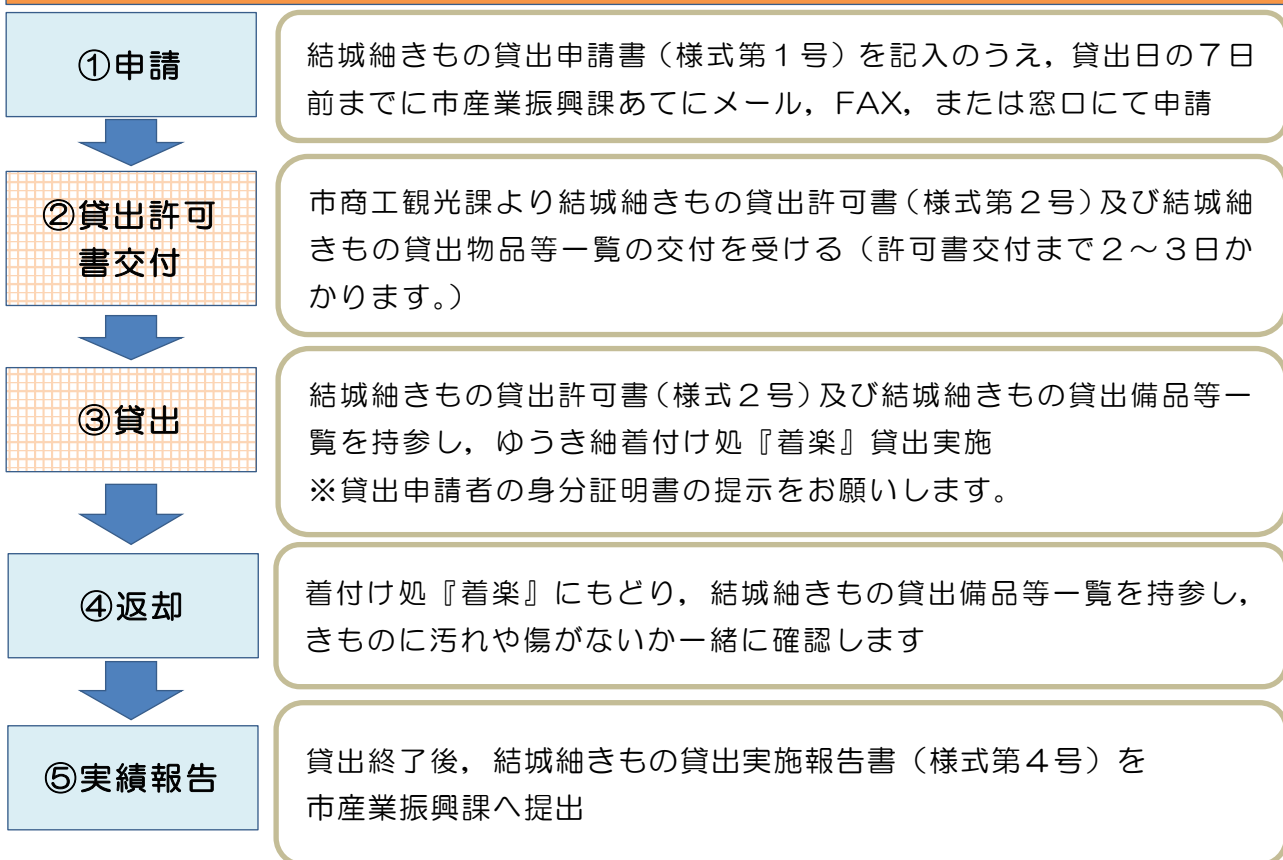 ①申請
結城紬きもの貸出申請書（様式第１号）を記入のうえ，貸出日の７日
前までに市産業振興課あてにメール，FAX，または窓口にて申請
②貸出許可
書交付
市商工観光課より結城紬きもの貸出許可書（様式第２号）及び結城紬
きもの貸出物品等一覧の交付を受ける（許可書交付まで２～３日か
かります。）
③貸出
結城紬きもの貸出許可書（様式２号）及び結城紬きもの貸出備品等一
覧を持参し，ゆうき紬着付け処『着楽』貸出実施
※貸出申請者の身分証明書の提示をお願いします。
④返却
着付け処『着楽』にもどり，結城紬きもの貸出備品等一覧を持参し，
きものに汚れや傷がないか一緒に確認します
⑤実績報告
貸出終了後，結城紬きもの貸出実施報告書（様式第４号）を
市産業振興課へ提出